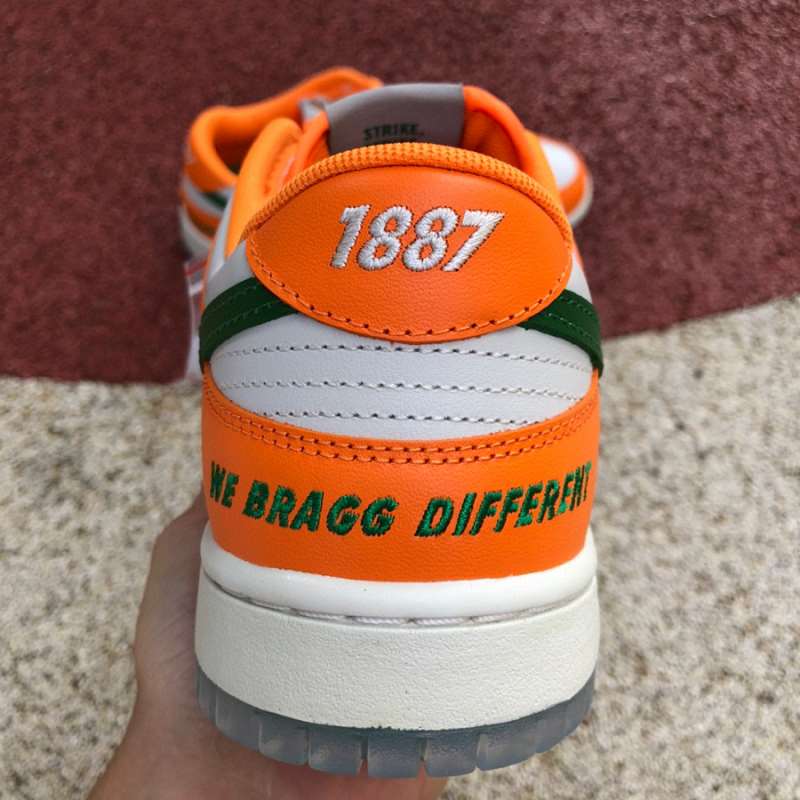 STRIKE.
1887
WE BRAGG DIFFERENT